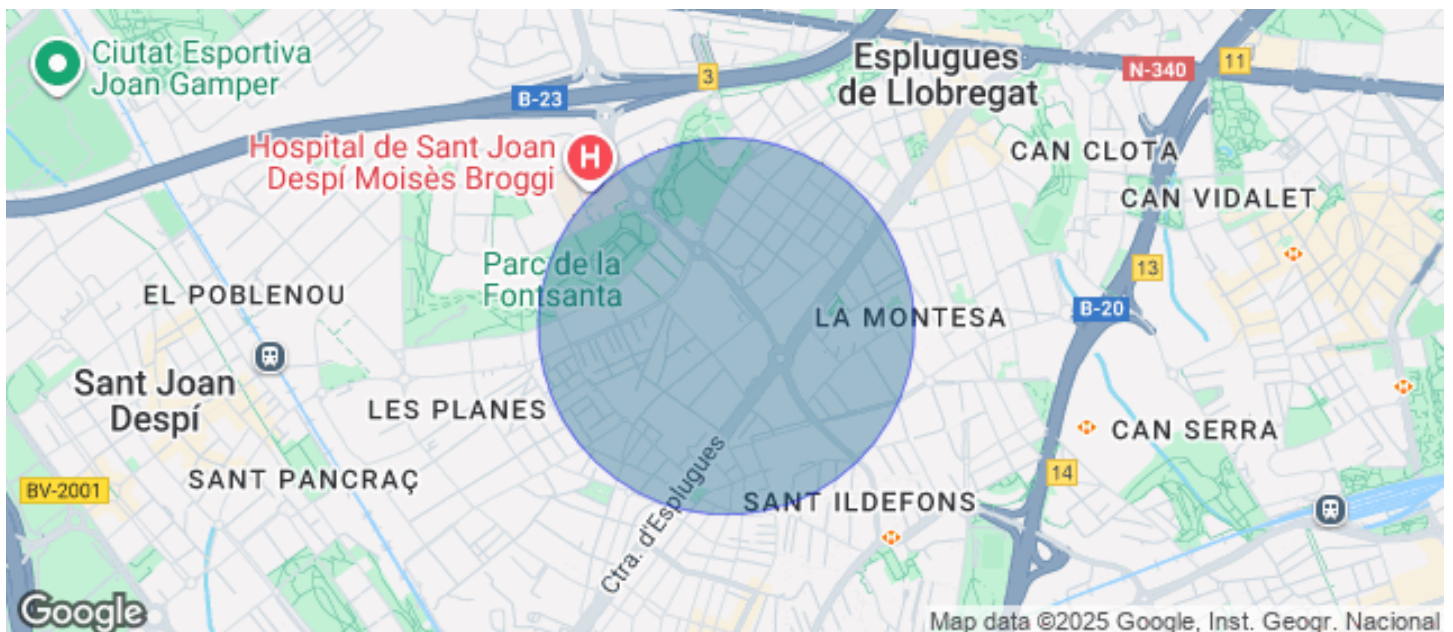 Ciutat Esportiva
Joan Gamper
B-23
3
Esplugues
de Llobregat
N-340
11
Hospital de Sant Joan
Despí Moisès Broggi
H
CAN CLOTA
CAN VIDALET
Parc de la
Fontsanta
13
EL POBLENOU
LA MONTESA
B-20
Sant Joan
Despí
LES PLANES
CAN SERRA
SANT PANCRAÇ
BV-2001
14
SANT ILDEFONS
Ctra. d'Esplugues
Google
Map data ©2025 Google, Inst. Geogr. Nacional